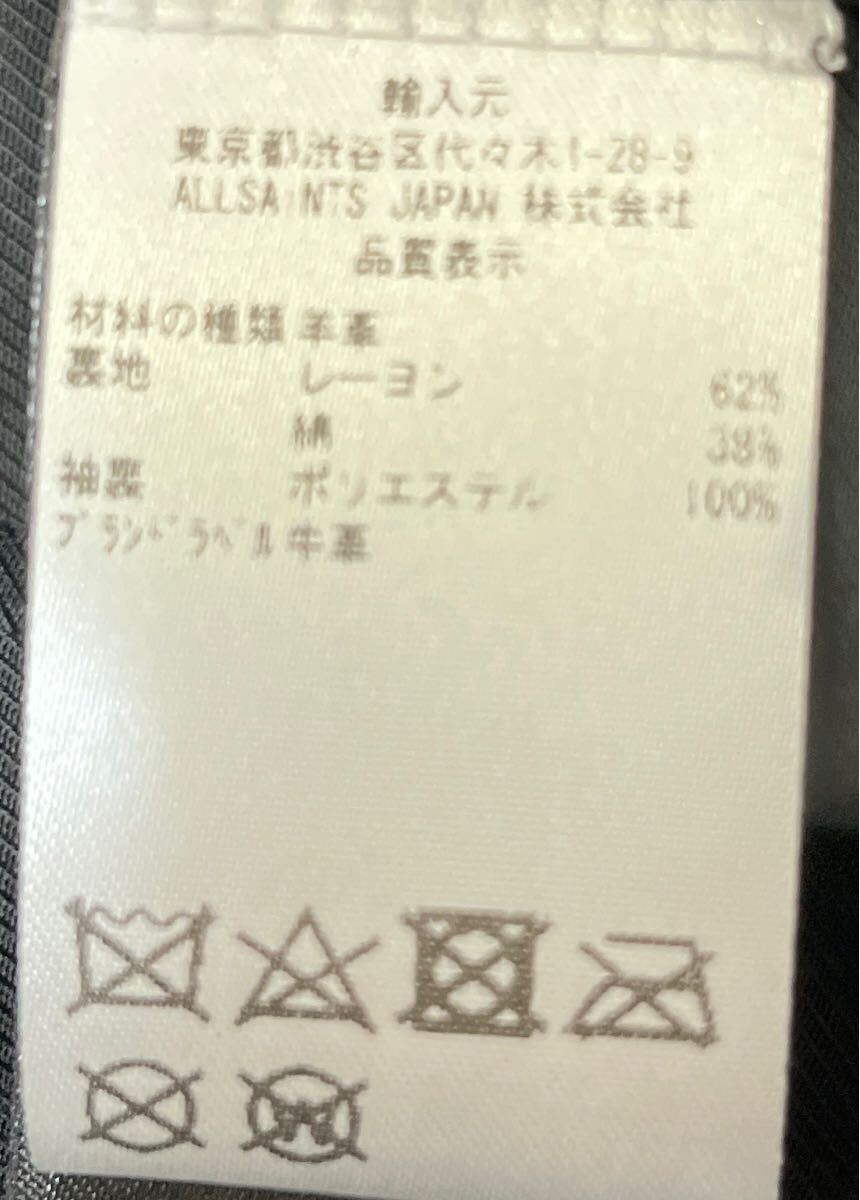 輸入元
東京都渋谷区代々木1-28-9
ALLSAINTS JAPAN 株式会社
品質表示
材料の種類 羊革
裏地 レーヨン 62%
綿 38%
袖裏 ポリエステル 100%
ﾌﾞﾗﾝﾄﾞﾗﾍﾞﾙ 牛革